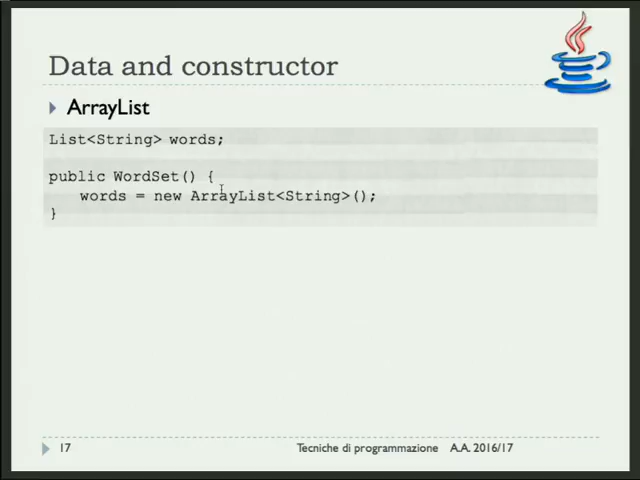 Data and constructor
ArrayList
List<String> words;
public WordSet() {
words = new ArrayList<String>();
}
17
Tecniche di programmazione A.A. 2016/17